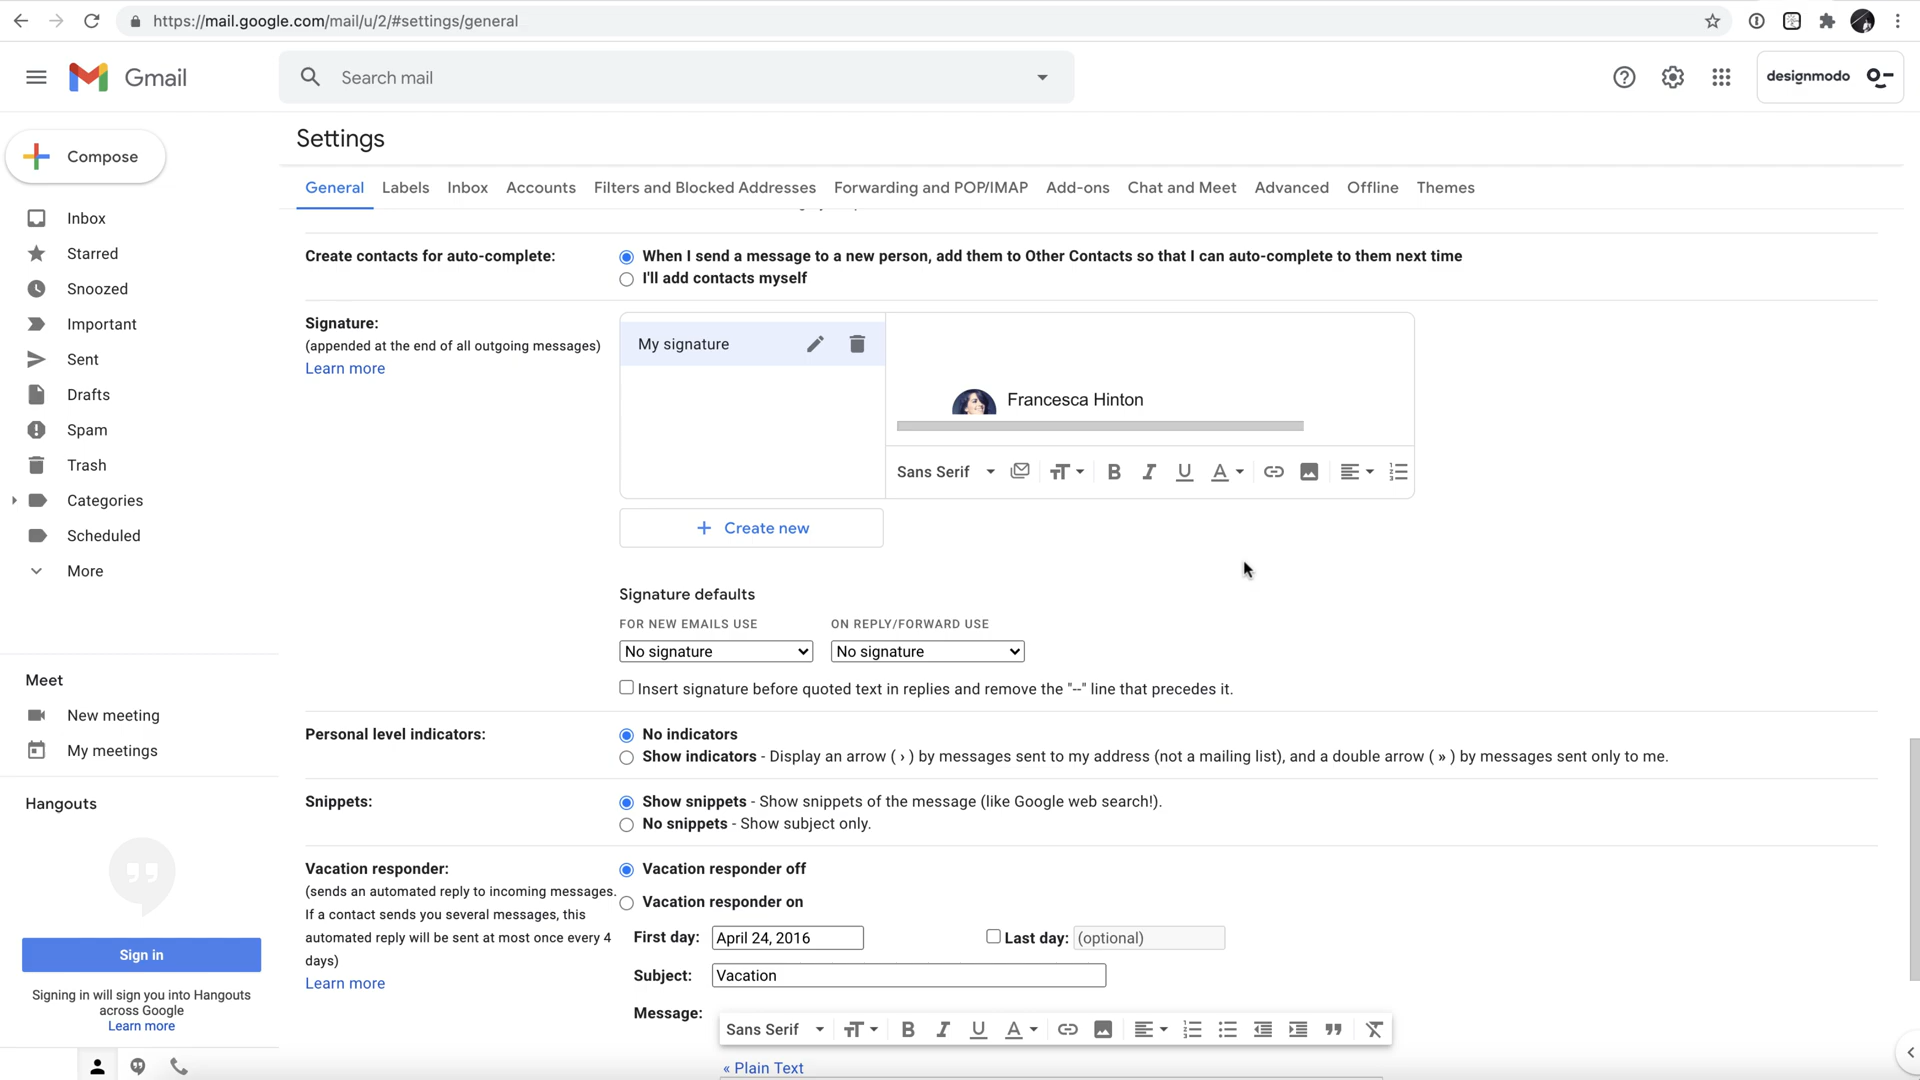 https://mail.google.com/mail/u/2/#settings/general
Gmail
Search mail
designmodo
Compose
Inbox
Starred
Snoozed
Important
Sent
Drafts
Spam
Trash
Categories
Scheduled
More
Meet
New meeting
My meetings
Hangouts
Sign in
Signing in will sign you into Hangouts
across Google
Learn more
Settings
General Labels Inbox Accounts Filters and Blocked Addresses Forwarding and POP/IMAP Add-ons Chat and Meet Advanced Offline Themes
Create contacts for auto-complete:
When I send a message to a new person, add them to Other Contacts so that I can auto-complete to them next time
I'll add contacts myself
Signature:
(appended at the end of all outgoing messages)
Learn more
My signature
Francesca Hinton
Sans Serif
Create new
Signature defaults
FOR NEW EMAILS USE ON REPLY/FORWARD USE
No signature No signature
Insert signature before quoted text in replies and remove the "--" line that precedes it.
Personal level indicators:
No indicators
Show indicators - Display an arrow ( › ) by messages sent to my address (not a mailing list), and a double arrow ( » ) by messages sent only to me.
Snippets:
Show snippets - Show snippets of the message (like Google web search!).
No snippets - Show subject only.
Vacation responder:
(sends an automated reply to incoming messages.
If a contact sends you several messages, this
automated reply will be sent at most once every 4
days)
Learn more
Vacation responder off
Vacation responder on
First day: April 24, 2016 Last day: (optional)
Subject: Vacation
Message:
Sans Serif
« Plain Text